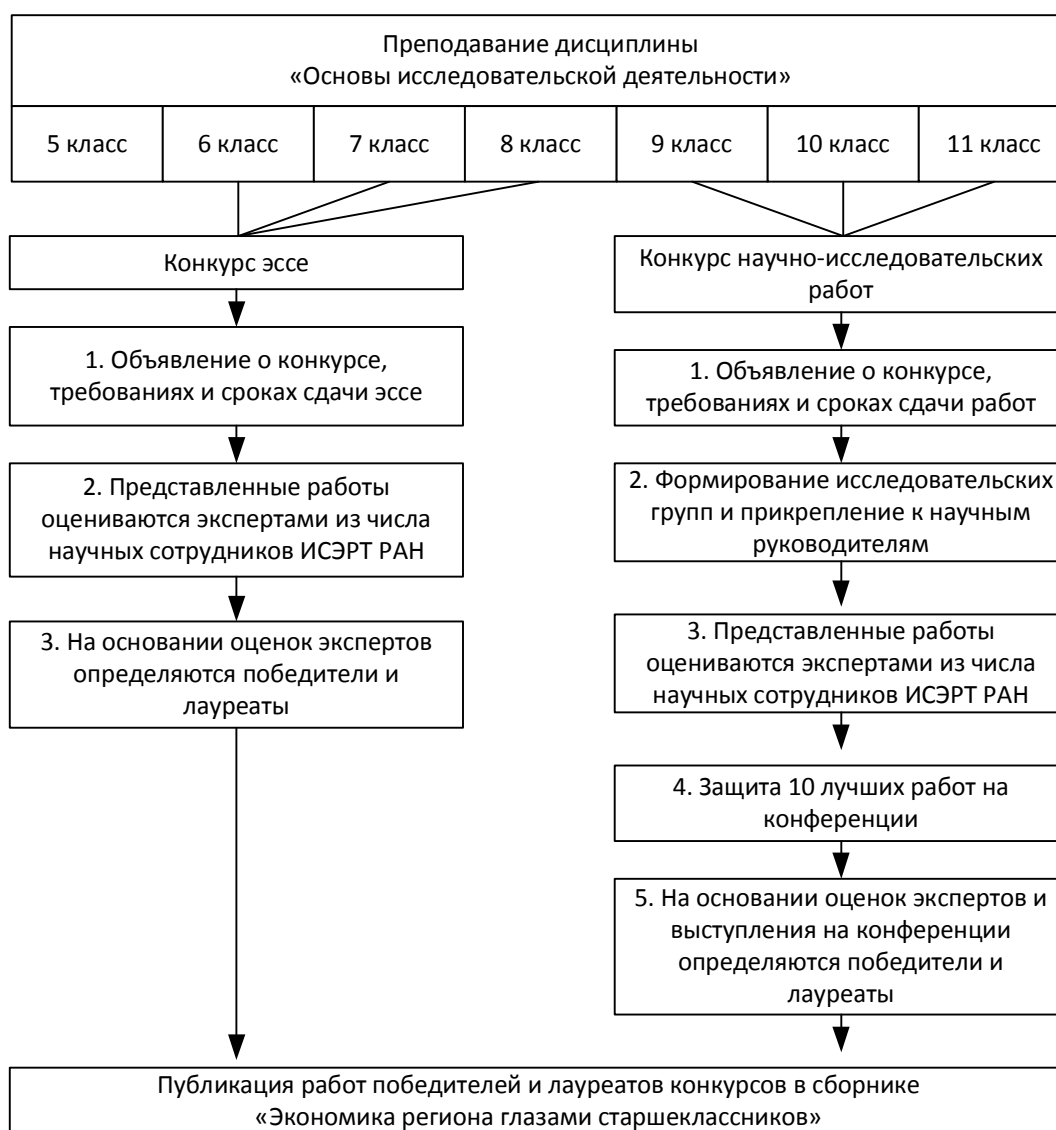 Преподавание дисциплины
«Основы исследовательской деятельности»
5 класс
6 класс
7 класс
8 класс
9 класс
10 класс
11 класс
Конкурс эссе
1. Объявление о конкурсе,
требованиях и сроках сдачи эссе
2. Представленные работы
оцениваются экспертами из числа
научных сотрудников ИСЭРТ РАН
3. На основании оценок экспертов
определяются победители и
лауреаты
Конкурс научно-исследовательских
работ
1. Объявление о конкурсе,
требованиях и сроках сдачи работ
2. Формирование исследовательских
групп и прикрепление к научным
руководителям
3. Представленные работы
оцениваются экспертами из числа
научных сотрудников ИСЭРТ РАН
4. Защита 10 лучших работ на
конференции
5. На основании оценок экспертов и
выступления на конференции
определяются победители и
лауреаты
Публикация работ победителей и лауреатов конкурсов в сборнике
«Экономика региона глазами старшеклассников»